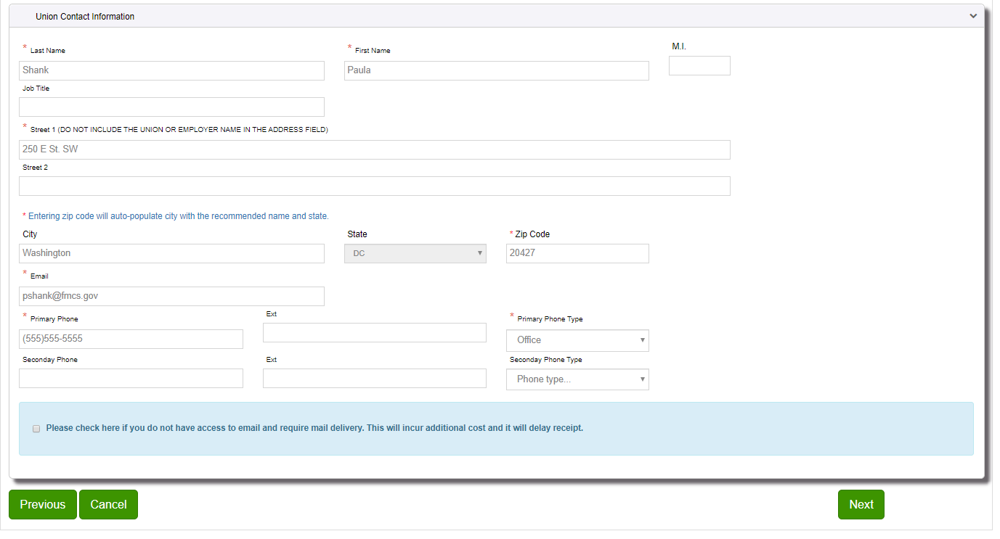 Union Contact Information
* Last Name * First Name M.I.
Shank Paula
Job Title
* Street 1 (DO NOT INCLUDE THE UNION OR EMPLOYER NAME IN THE ADDRESS FIELD)
250 E St. SW
Street 2
* Entering zip code will auto-populate city with the recommended name and state.
City State * Zip Code
Washington DC 20427
* Email
pshank@fmcs.gov
* Primary Phone Ext * Primary Phone Type
(555)555-5555 Office
Seconday Phone Ext Seconday Phone Type
Phone type...
Please check here if you do not have access to email and require mail delivery. This will incur additional cost and it will delay receipt.
Previous Cancel Next